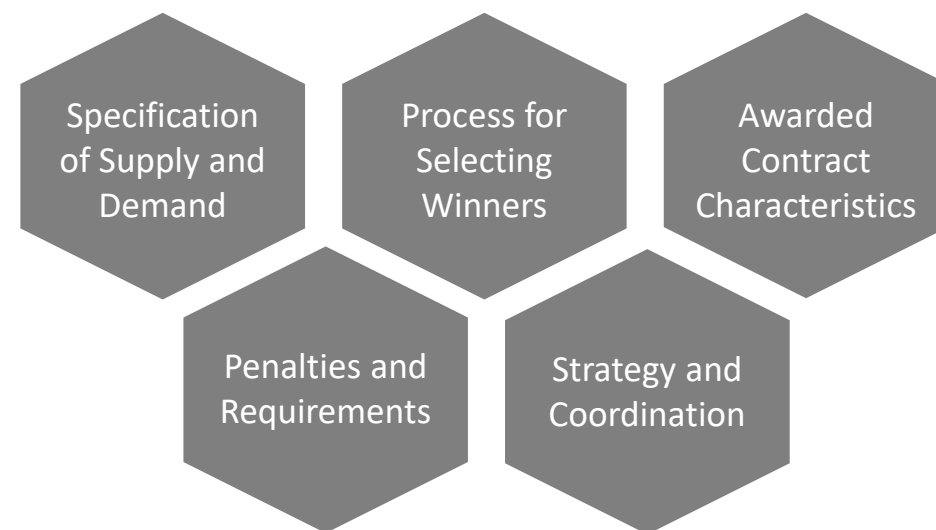 Specification
of Supply and
Demand
Process for
Selecting
Winners
Awarded
Contract
Characteristics
Penalties and
Requirements
Strategy and
Coordination